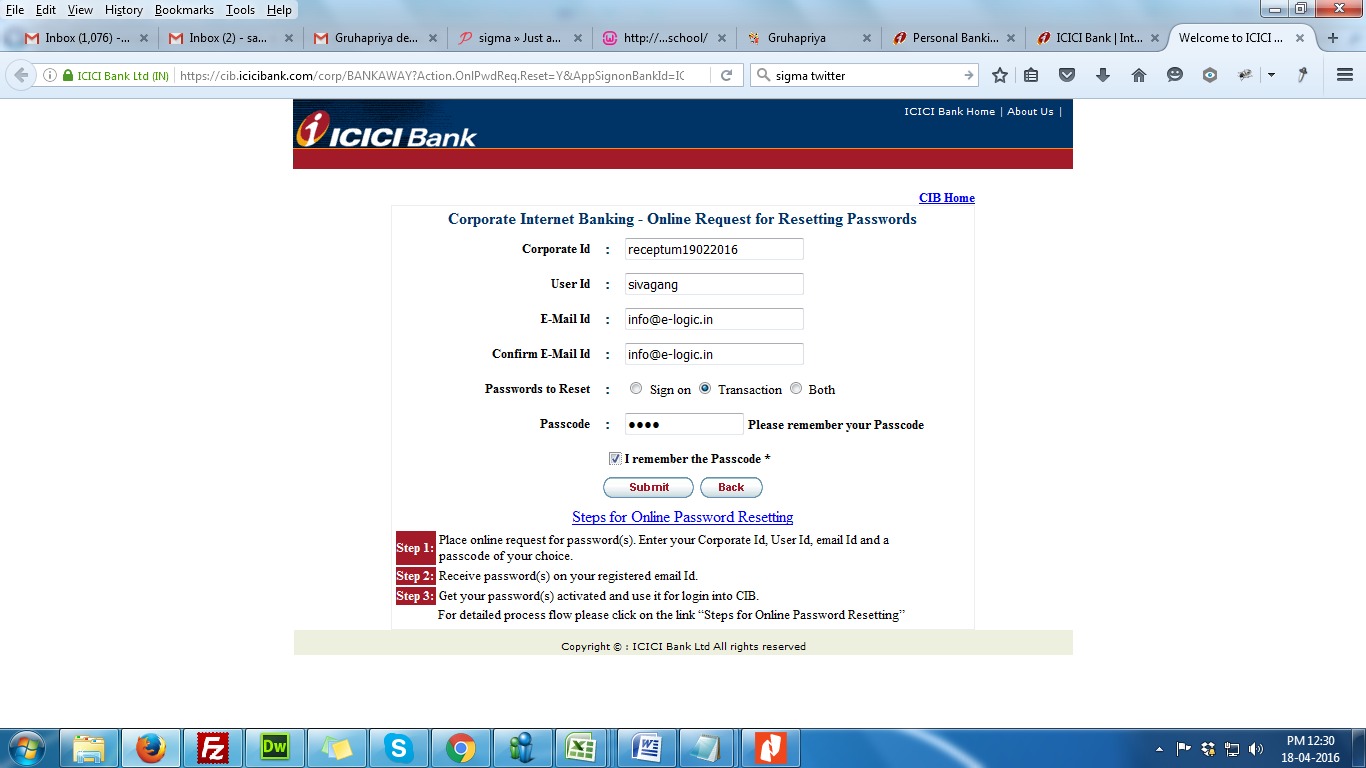 File Edit View History Bookmarks Tools Help
Inbox (1,076) -... Inbox (2) - sa... Gruhapriya de... sigma » Just a... http://...school/ Gruhapriya Personal Banki... ICICI Bank | Int... Welcome to ICICI ...
ICICI Bank Ltd (IN) https://cib.icicibank.com/corp/BANKAWAY?Action.OnlPwdReq.Reset=Y&AppSignonBankId=IC sigma twitter
ICICI Bank Home | About Us |
ICICI Bank
CIB Home
Corporate Internet Banking - Online Request for Resetting Passwords
Corporate Id : receptum19022016
User Id : sivagang
E-Mail Id : info@e-logic.in
Confirm E-Mail Id : info@e-logic.in
Passwords to Reset : Sign on Transaction Both
Passcode : ●●●● Please remember your Passcode
I remember the Passcode *
Submit Back
Steps for Online Password Resetting
Step 1: Place online request for password(s). Enter your Corporate Id, User Id, email Id and a
passcode of your choice.
Step 2: Receive password(s) on your registered email Id.
Step 3: Get your password(s) activated and use it for login into CIB.
For detailed process flow please click on the link “Steps for Online Password Resetting”
Copyright © : ICICI Bank Ltd All rights reserved
PM 12:30
18-04-2016